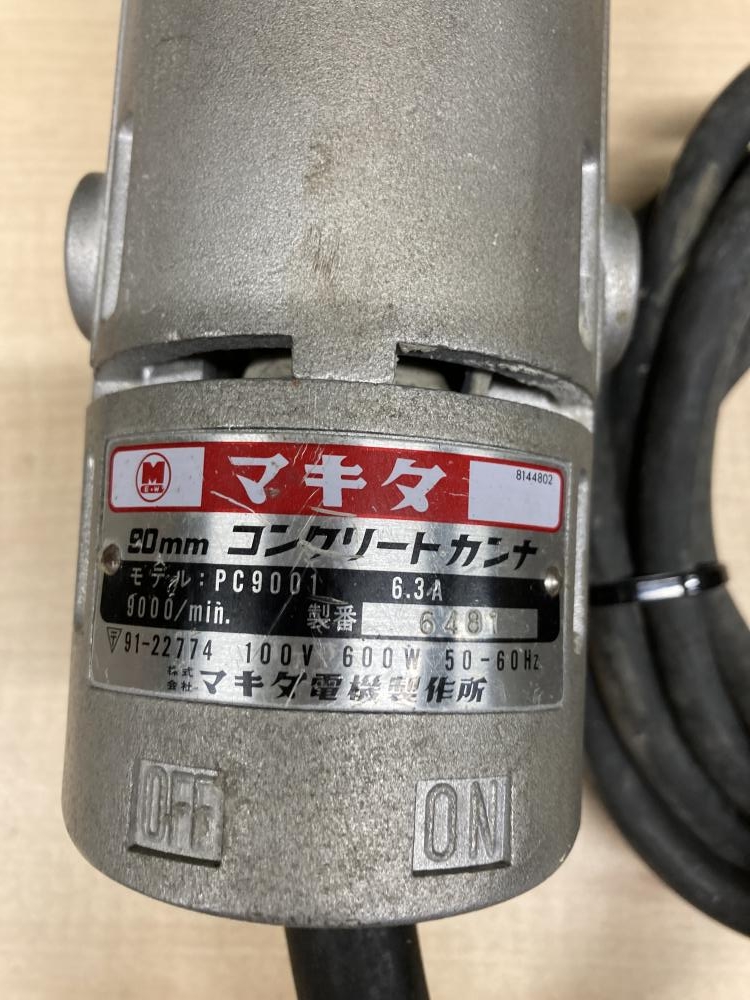 M
E.W.
マキタ
8144802
90mm コンクリートカンナ
モデル:PC9001 6.3A
9000/min. 製番 6481
〒 91-22774 100V 600W 50-60Hz
株式会社 マキタ電機製作所
OFF ON